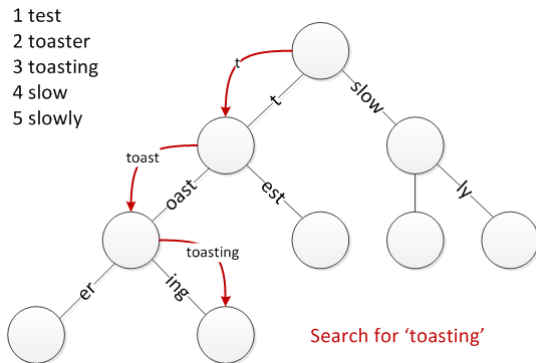 1 test
2 toaster
3 toasting
4 slow
5 slowly
t
t
slow
toast
oast
est
ly
toasting
er
ing
Search for ‘toasting’